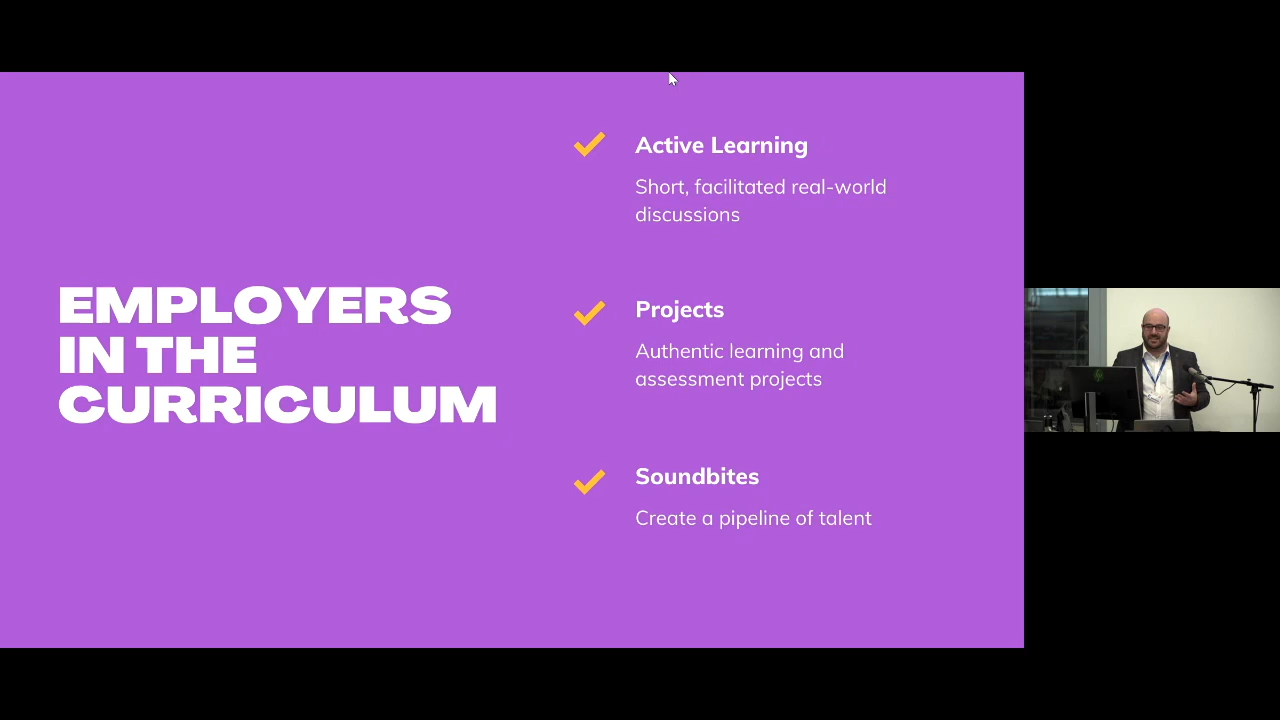 EMPLOYERS
IN THE
CURRICULUM
Active Learning
Short, facilitated real-world
discussions
Projects
Authentic learning and
assessment projects
Soundbites
Create a pipeline of talent